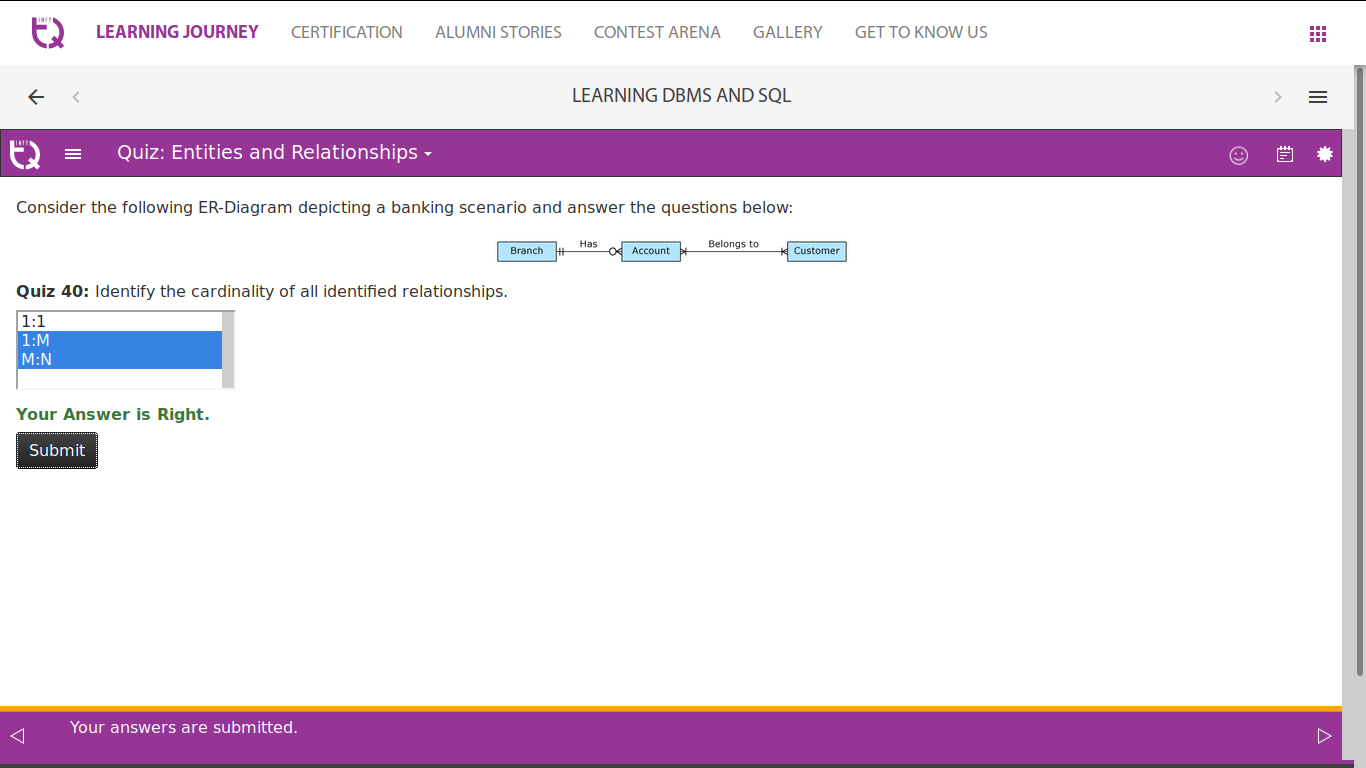 INFY
TQ
LEARNING JOURNEY CERTIFICATION ALUMNI STORIES CONTEST ARENA GALLERY GET TO KNOW US
LEARNING DBMS AND SQL
INFY
TQ
Quiz: Entities and Relationships
Consider the following ER-Diagram depicting a banking scenario and answer the questions below:
Branch Has Account Belongs to Customer
Quiz 40: Identify the cardinality of all identified relationships.
1:1
1:M
M:N
Your Answer is Right.
Submit
Your answers are submitted.